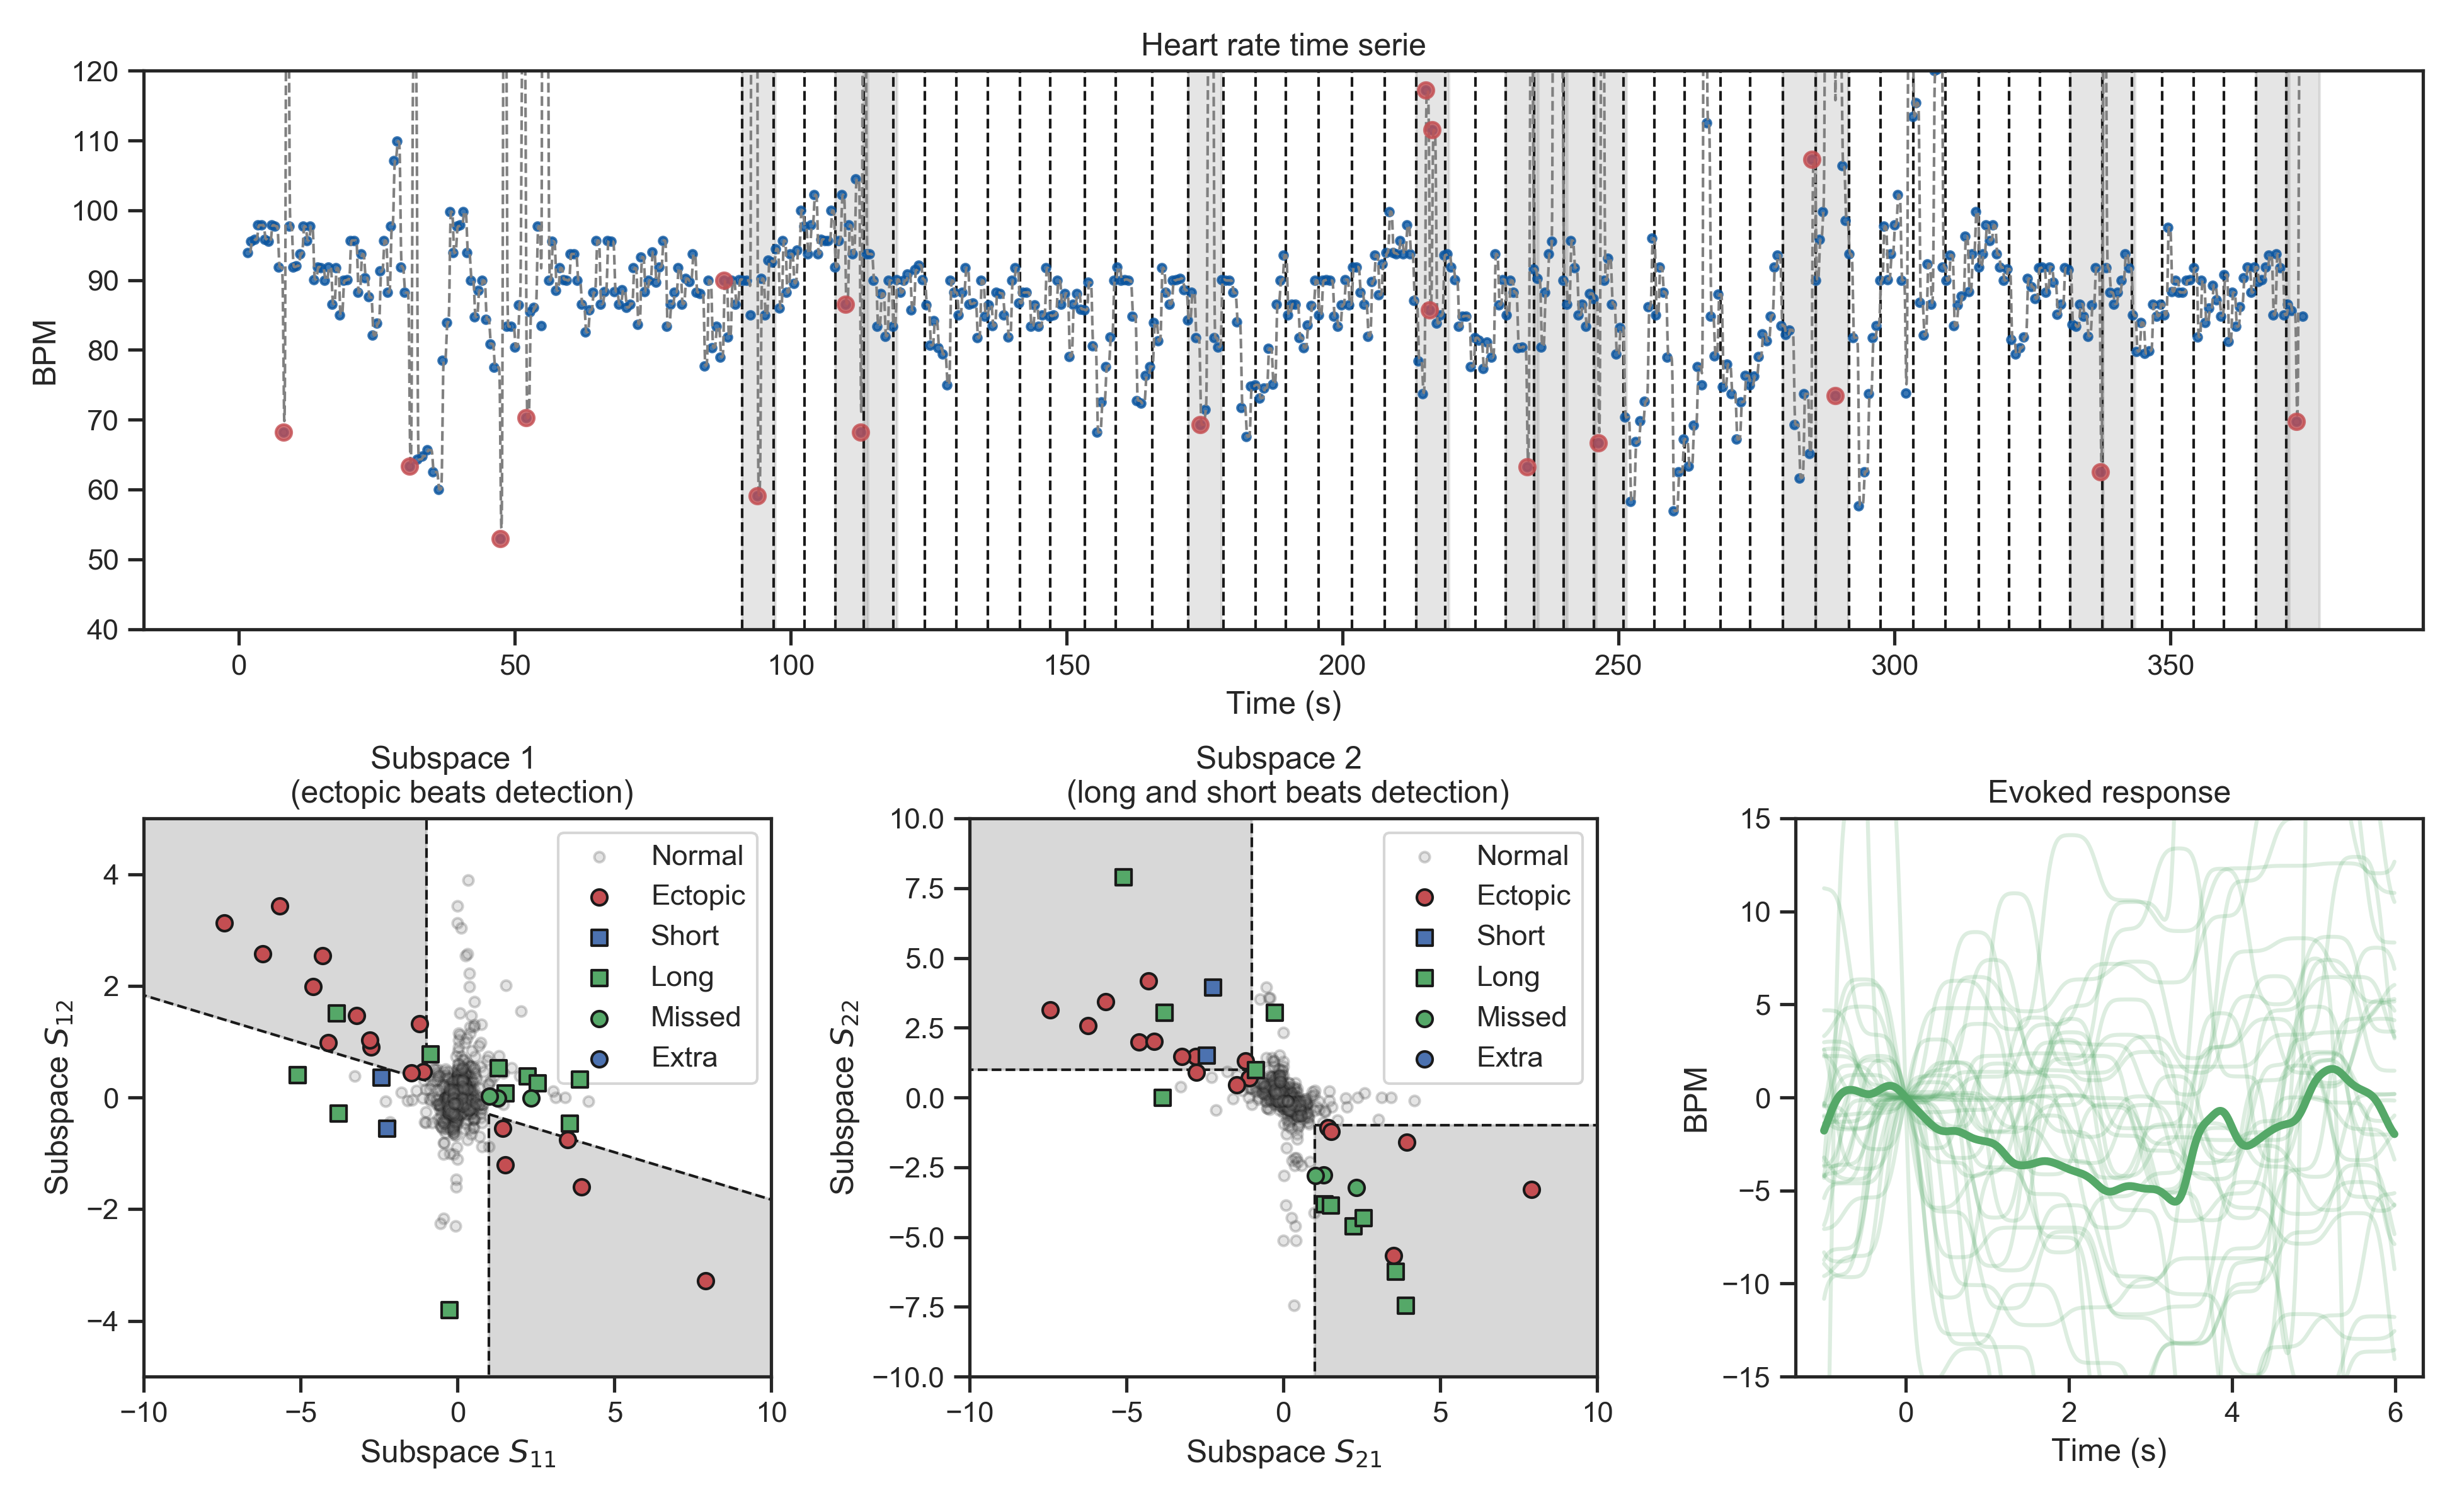 Heart rate time serie
120
110
100
90
80
70
60
50
40
BPM
0 50 100 150 200 250 300 350
Time (s)
Subspace 1
(ectopic beats detection)
4
2
0
−2
−4
Subspace S12
Normal
Ectopic
Short
Long
Missed
Extra
−10 −5 0 5 10
Subspace S11
Subspace 2
(long and short beats detection)
10.0
7.5
5.0
2.5
0.0
−2.5
−5.0
−7.5
−10.0
Subspace S22
Normal
Ectopic
Short
Long
Missed
Extra
−10 −5 0 5 10
Subspace S21
Evoked response
15
10
5
0
−5
−10
−15
BPM
0 2 4 6
Time (s)